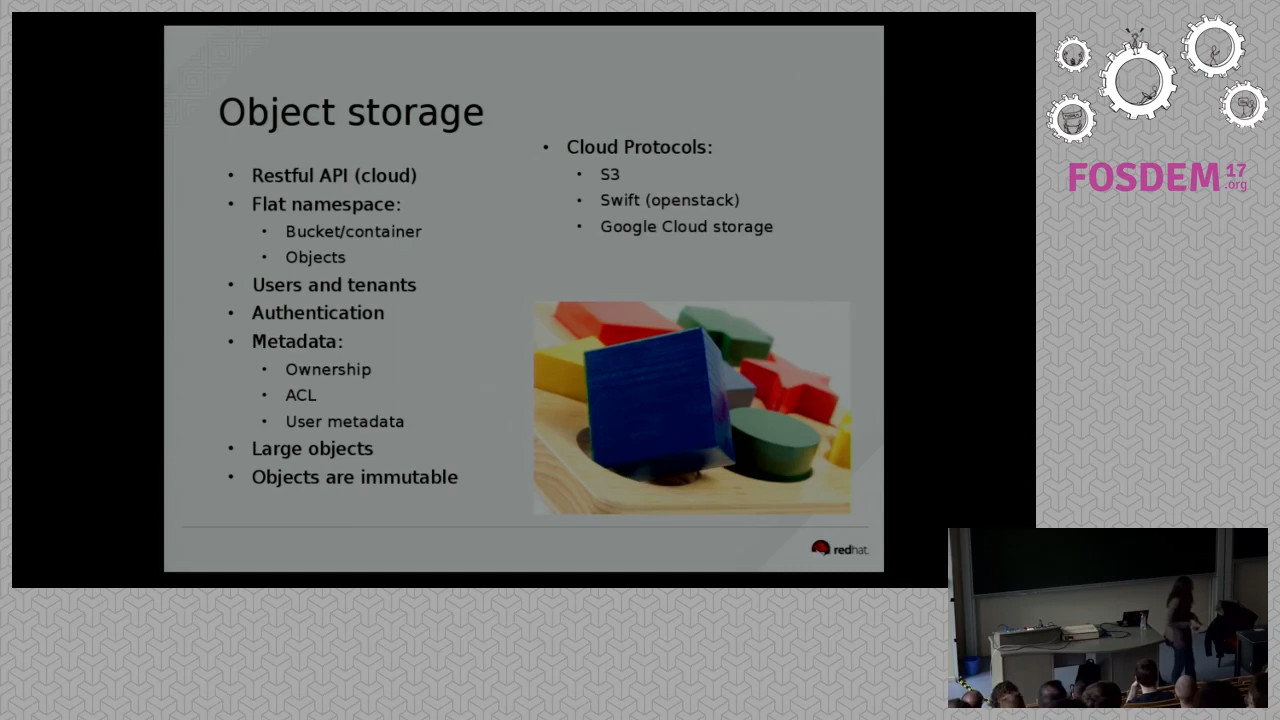 Object storage
Restful API (cloud)
Flat namespace:
Bucket/container
Objects
Users and tenants
Authentication
Metadata:
Ownership
ACL
User metadata
Large objects
Objects are immutable
Cloud Protocols:
S3
Swift (openstack)
Google Cloud storage
redhat.
FOSDEM 17
.org